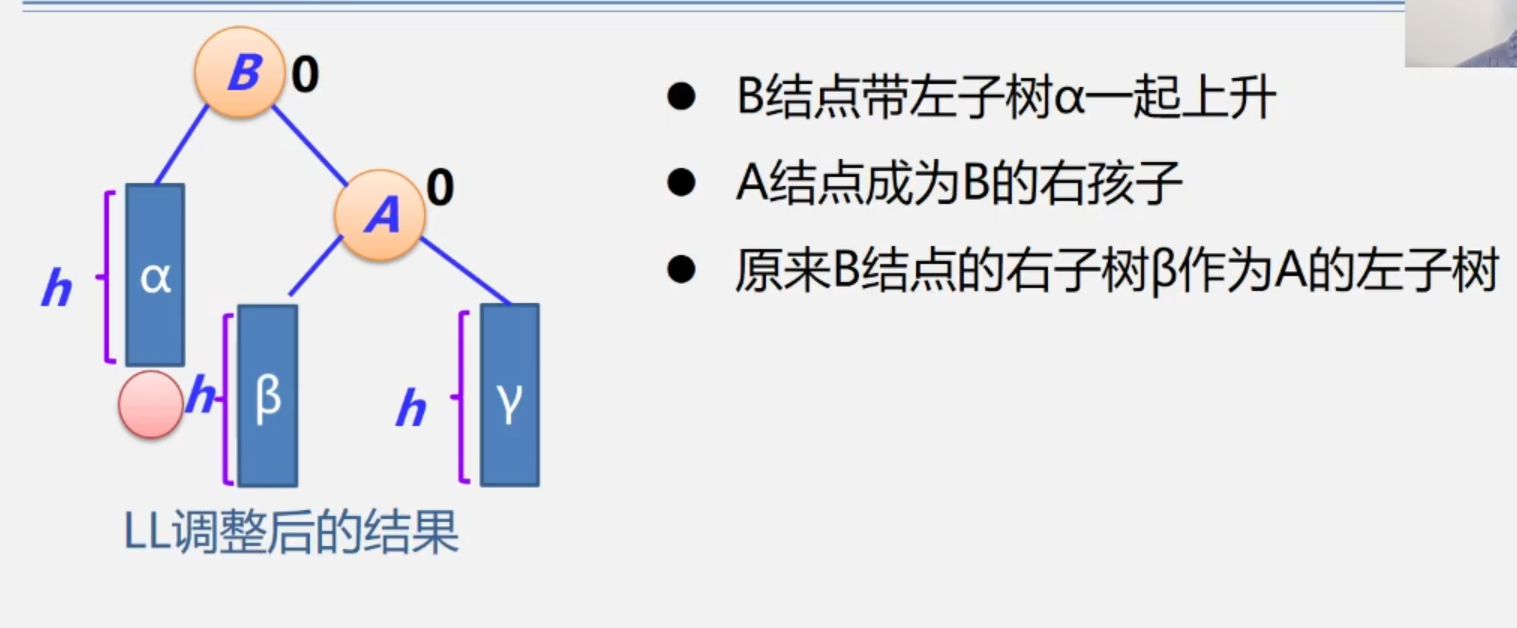 B 0
● B结点带左子树α一起上升
A 0
● A结点成为B的右孩子
● 原来B结点的右子树β作为A的左子树
h α
h β
h γ
LL调整后的结果